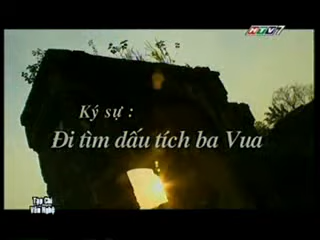 HTV7
Ký sự :
Đi tìm dấu tích ba Vua
Tạp Chí
Văn Nghệ